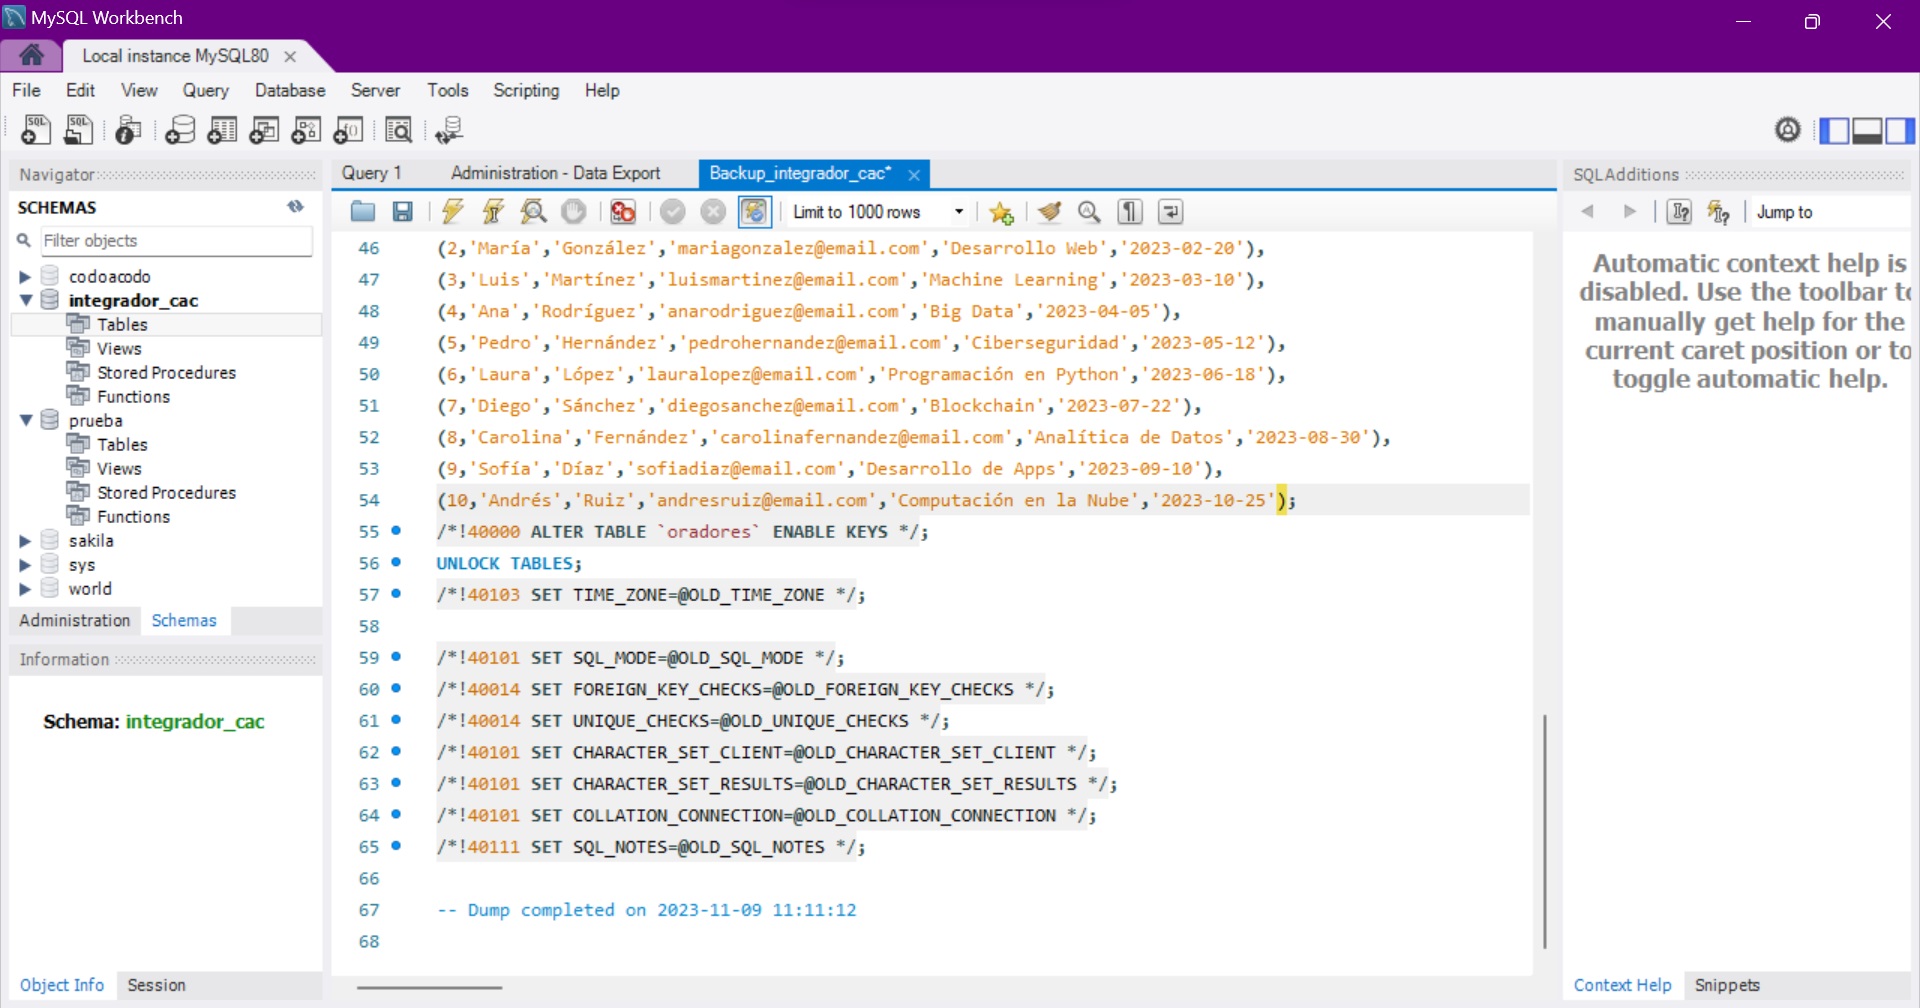 MySQL Workbench
Local instance MySQL80
File Edit View Query Database Server Tools Scripting Help
Navigator
SCHEMAS
Filter objects
codoacodo
integrador_cac
Tables
Views
Stored Procedures
Functions
prueba
Tables
Views
Stored Procedures
Functions
sakila
sys
world
Administration Schemas
Information
Schema: integrador_cac
Object Info Session
Query 1 Administration - Data Export Backup_integrador_cac*
Limit to 1000 rows
46 (2,'María','González','mariagonzalez@email.com','Desarrollo Web','2023-02-20'),
47 (3,'Luis','Martínez','luismartinez@email.com','Machine Learning','2023-03-10'),
48 (4,'Ana','Rodríguez','anarodriguez@email.com','Big Data','2023-04-05'),
49 (5,'Pedro','Hernández','pedrohernandez@email.com','Ciberseguridad','2023-05-12'),
50 (6,'Laura','López','lauralopez@email.com','Programación en Python','2023-06-18'),
51 (7,'Diego','Sánchez','diegosanchez@email.com','Blockchain','2023-07-22'),
52 (8,'Carolina','Fernández','carolinafernandez@email.com','Analítica de Datos','2023-08-30'),
53 (9,'Sofía','Díaz','sofiadiaz@email.com','Desarrollo de Apps','2023-09-10'),
54 (10,'Andrés','Ruiz','andresruiz@email.com','Computación en la Nube','2023-10-25');
55 /*!40000 ALTER TABLE `oradores` ENABLE KEYS */;
56 UNLOCK TABLES;
57 /*!40103 SET TIME_ZONE=@OLD_TIME_ZONE */;
58
59 /*!40101 SET SQL_MODE=@OLD_SQL_MODE */;
60 /*!40014 SET FOREIGN_KEY_CHECKS=@OLD_FOREIGN_KEY_CHECKS */;
61 /*!40014 SET UNIQUE_CHECKS=@OLD_UNIQUE_CHECKS */;
62 /*!40101 SET CHARACTER_SET_CLIENT=@OLD_CHARACTER_SET_CLIENT */;
63 /*!40101 SET CHARACTER_SET_RESULTS=@OLD_CHARACTER_SET_RESULTS */;
64 /*!40101 SET COLLATION_CONNECTION=@OLD_COLLATION_CONNECTION */;
65 /*!40111 SET SQL_NOTES=@OLD_SQL_NOTES */;
66
67 -- Dump completed on 2023-11-09 11:11:12
68
SQLAdditions
Jump to
Automatic context help is
disabled. Use the toolbar to
manually get help for the
current caret position or to
toggle automatic help.
Context Help Snippets